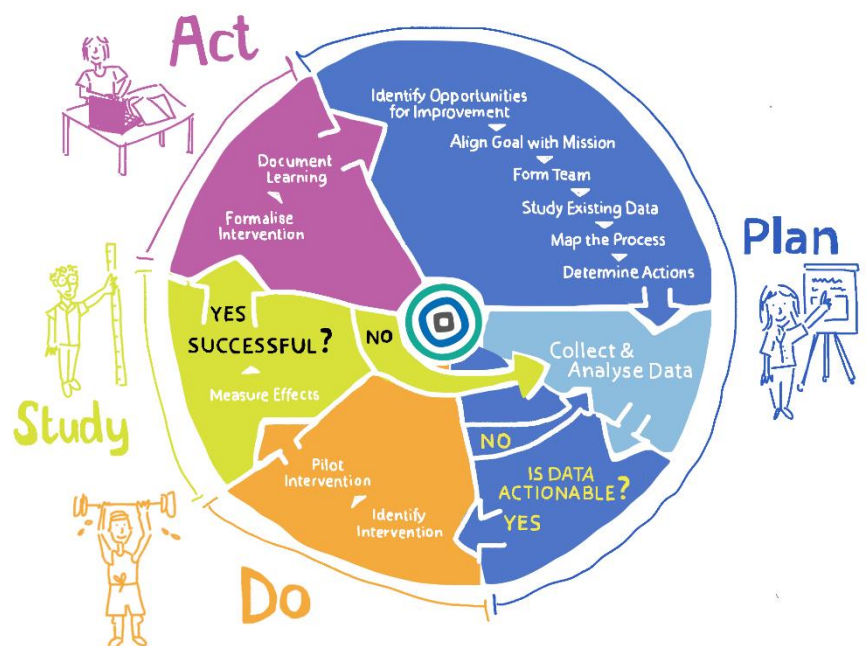 Act
Identify Opportunities
for Improvement
Align Goal with Mission
Form Team
Study Existing Data
Map the Process
Determine Actions
Plan
Collect &
Analyse Data
IS DATA
ACTIONABLE?
NO
YES
Do
Identify
Intervention
Pilot
Intervention
Study
Measure Effects
SUCCESSFUL?
YES
NO
Formalise
Intervention
Document
Learning